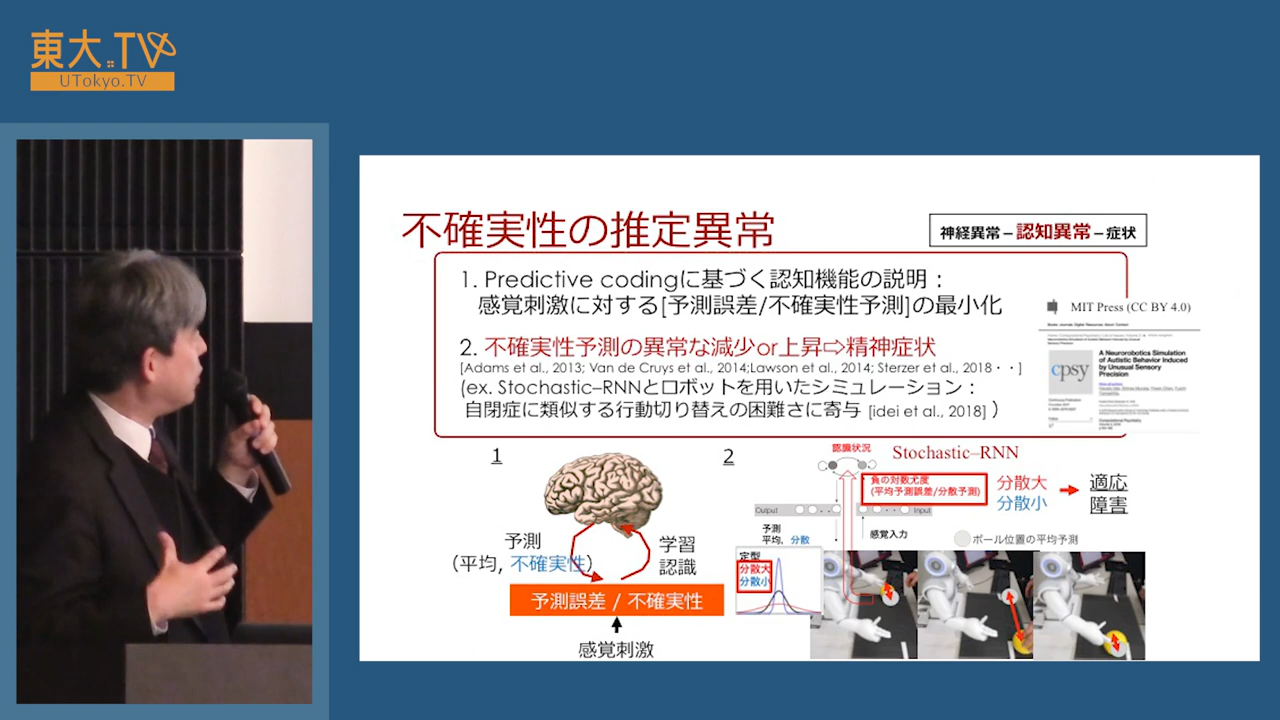 東大.TV
UTokyo.TV
不確実性の推定異常
神経異常–認知異常–症状
1. Predictive codingに基づく認知機能の説明：
感覚刺激に対する[予測誤差/不確実性予測]の最小化
MIT Press (CC BY 4.0)
2. 不確実性予測の異常な減少or上昇⇨精神症状
[Adams et al., 2013; Van de Cruys et al., 2014;Lawson et al., 2014; Sterzer et al., 2018・・]
(ex. Stochastic–RNNとロボットを用いたシミュレーション：
自閉症に類似する行動切り替えの困難さに寄与 [idei et al., 2018] ）
cpsy
A Neurorobotics Simulation
of Autistic Behavior Induced
by Unusual Sensory
Precision
1
予測
（平均, 不確実性）
学習
認識
予測誤差 / 不確実性
感覚刺激
2
認識状況
Stochastic–RNN
負の対数尤度
(平均予測誤差/分散予測)
分散大
分散小
適応
障害
Output
Input
予測
平均, 分散
感覚入力
ボール位置の平均予測
定型
分散大
分散小